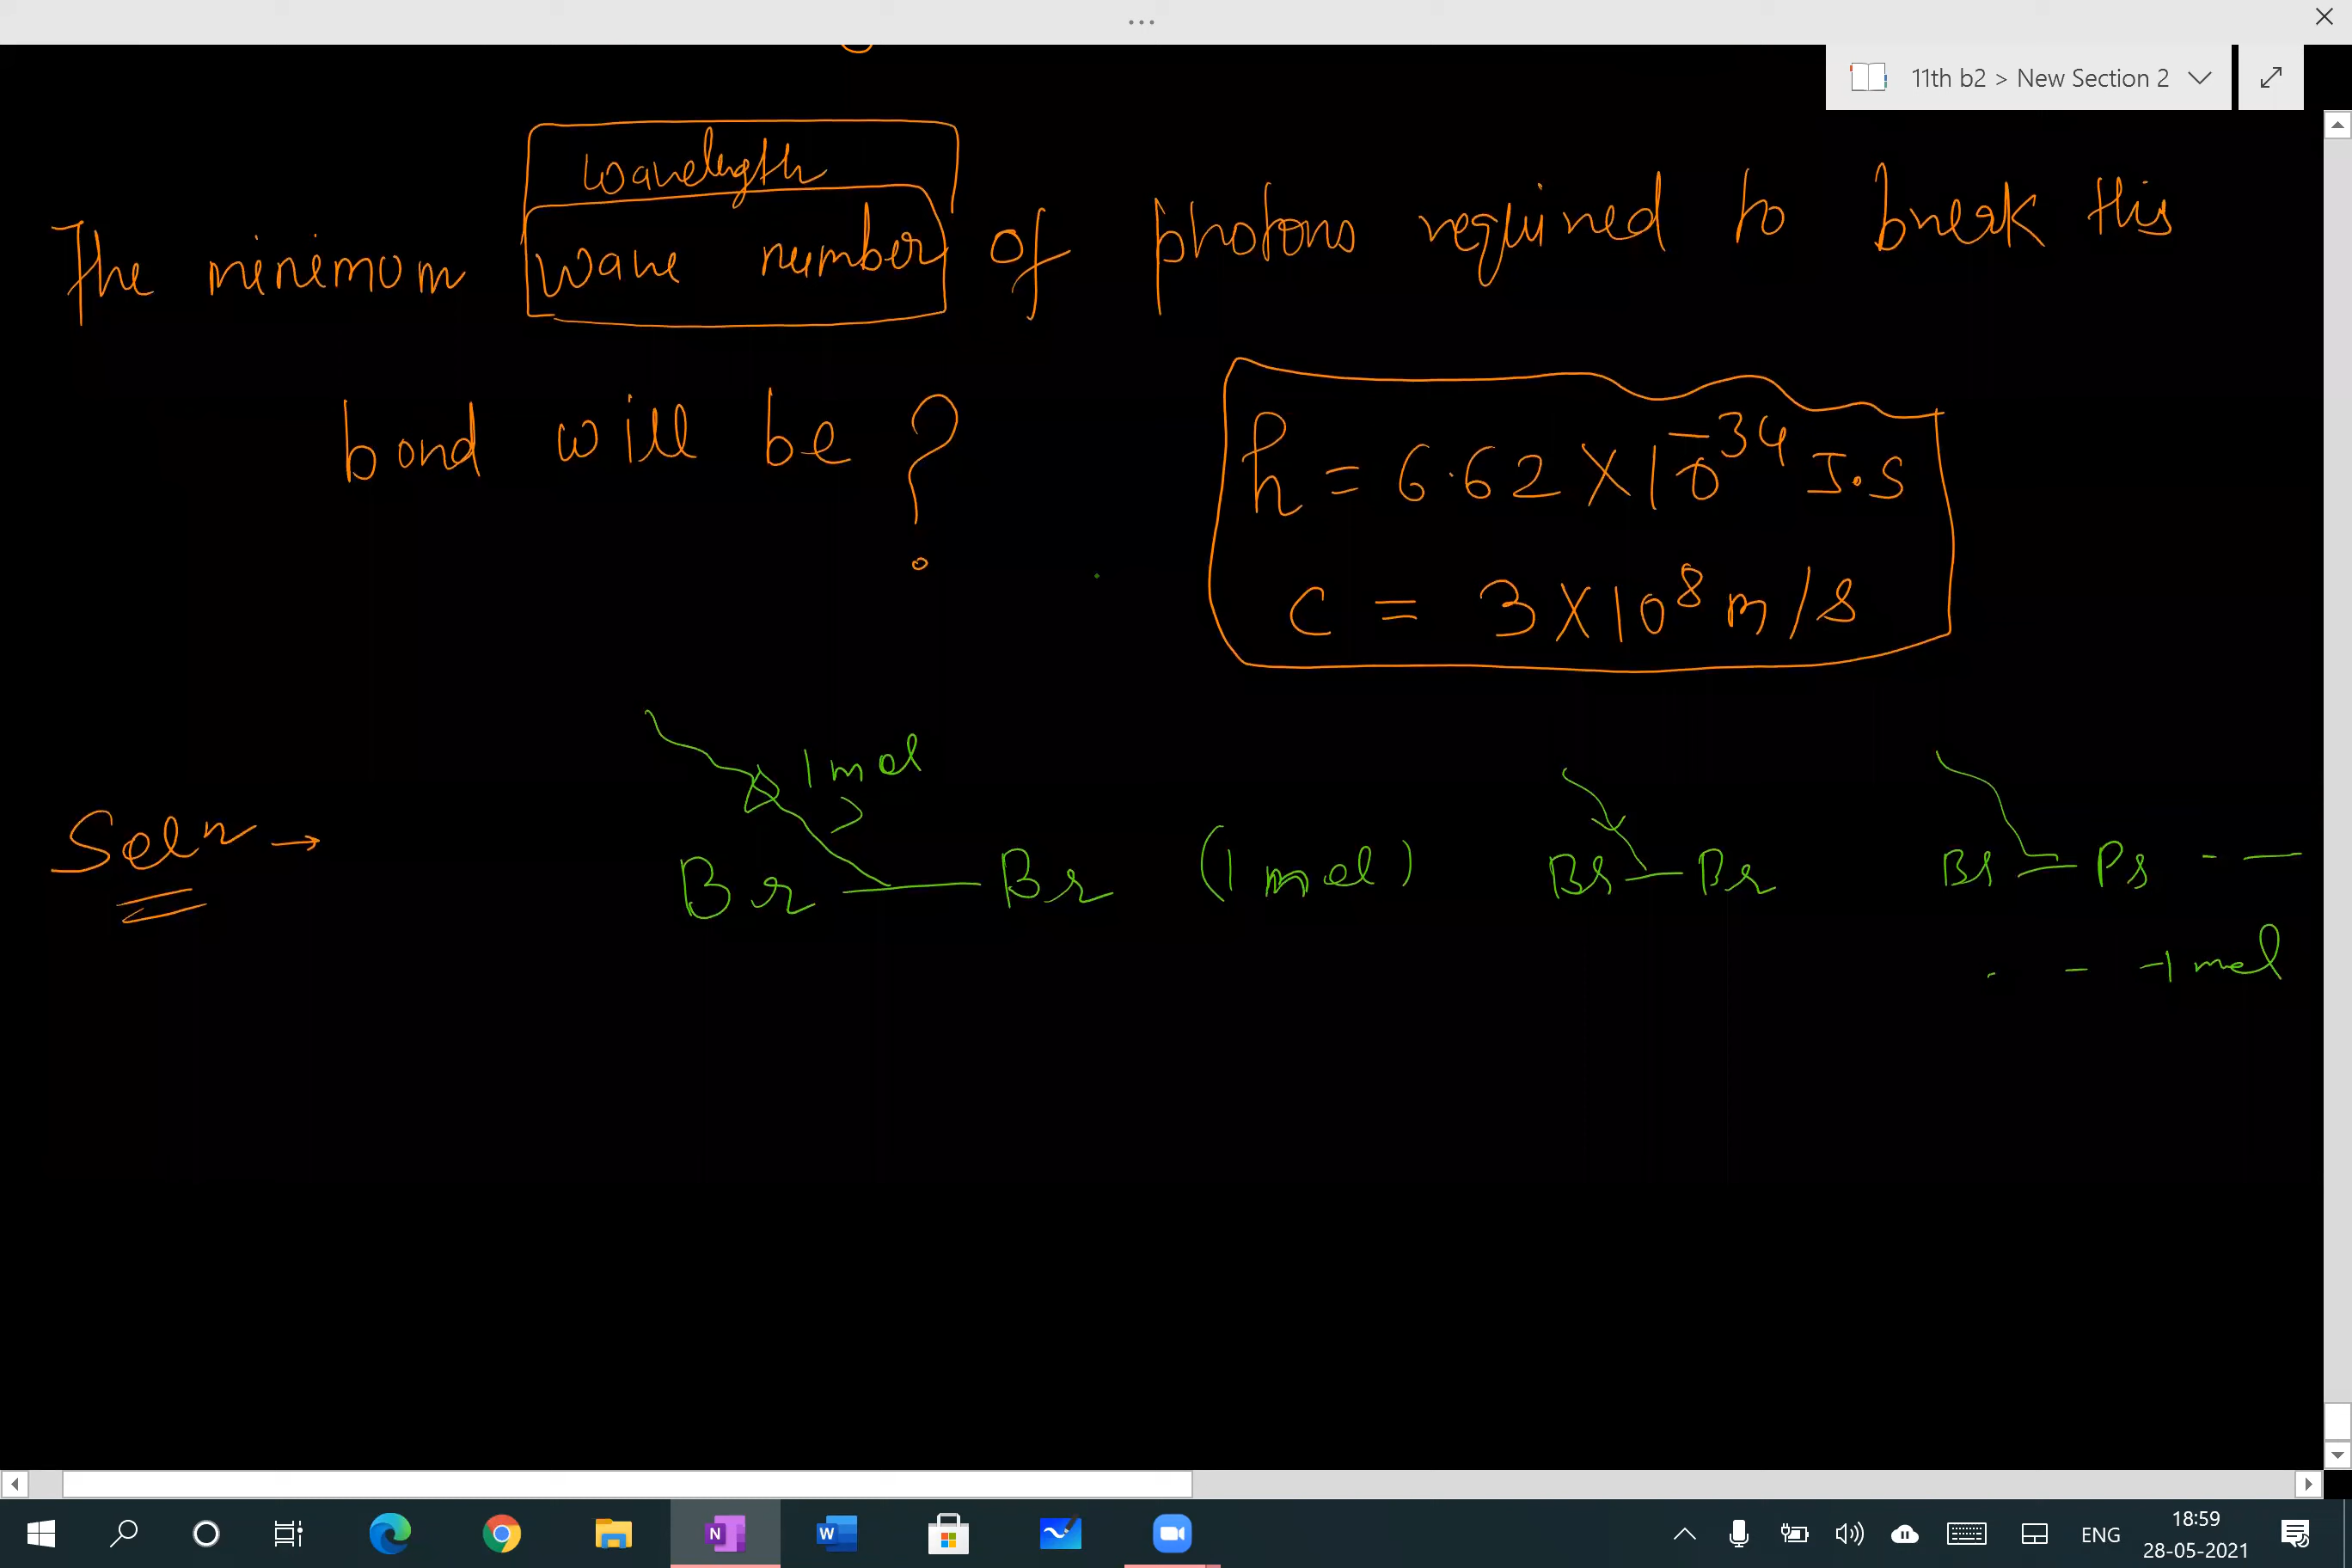 11th b2 > New Section 2
wavelength
The minimum wave number of photons required to break this
bond will be ?
h = 6.62 X 10^-34 J.S
c = 3 X 10^8 m/s
1 mol
Soln →
Br — Br (1 mol) Br — Br Br — Br - —
. - - 1 mol
ENG
18:59
28-05-2021